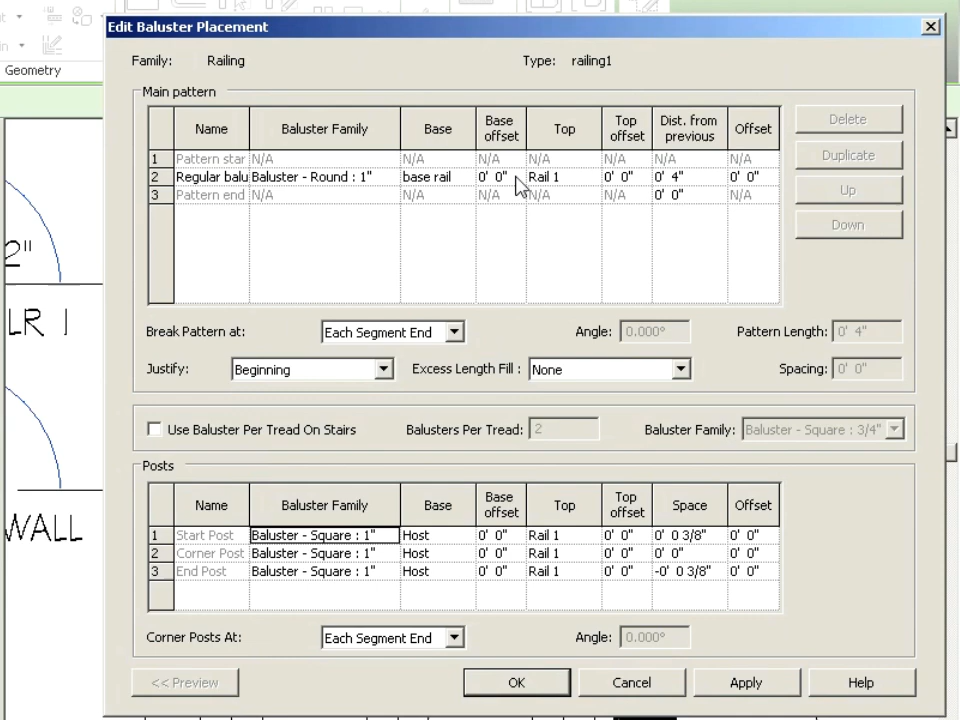 Edit Baluster Placement
Geometry
Family: Railing Type: railing1
Main pattern
Name Baluster Family Base Base offset Top Top offset Dist. from previous Offset
1 Pattern star N/A N/A N/A N/A N/A N/A N/A
2 Regular balu Baluster - Round : 1" base rail 0' 0" Rail 1 0' 0" 0' 4" 0' 0"
3 Pattern end N/A N/A N/A N/A N/A 0' 0" N/A
Delete
Duplicate
Up
Down
2"
LR 1
Break Pattern at: Each Segment End Angle: 0.000° Pattern Length: 0' 4"
Justify: Beginning Excess Length Fill : None Spacing: 0' 0"
Use Baluster Per Tread On Stairs Balusters Per Tread: 2 Baluster Family: Baluster - Square : 3/4"
Posts
Name Baluster Family Base Base offset Top Top offset Space Offset
1 Start Post Baluster - Square : 1" Host 0' 0" Rail 1 0' 0" 0' 0 3/8" 0' 0"
2 Corner Post Baluster - Square : 1" Host 0' 0" Rail 1 0' 0" 0' 0" 0' 0"
3 End Post Baluster - Square : 1" Host 0' 0" Rail 1 0' 0" -0' 0 3/8" 0' 0"
WALL
Corner Posts At: Each Segment End Angle: 0.000°
<< Preview OK Cancel Apply Help